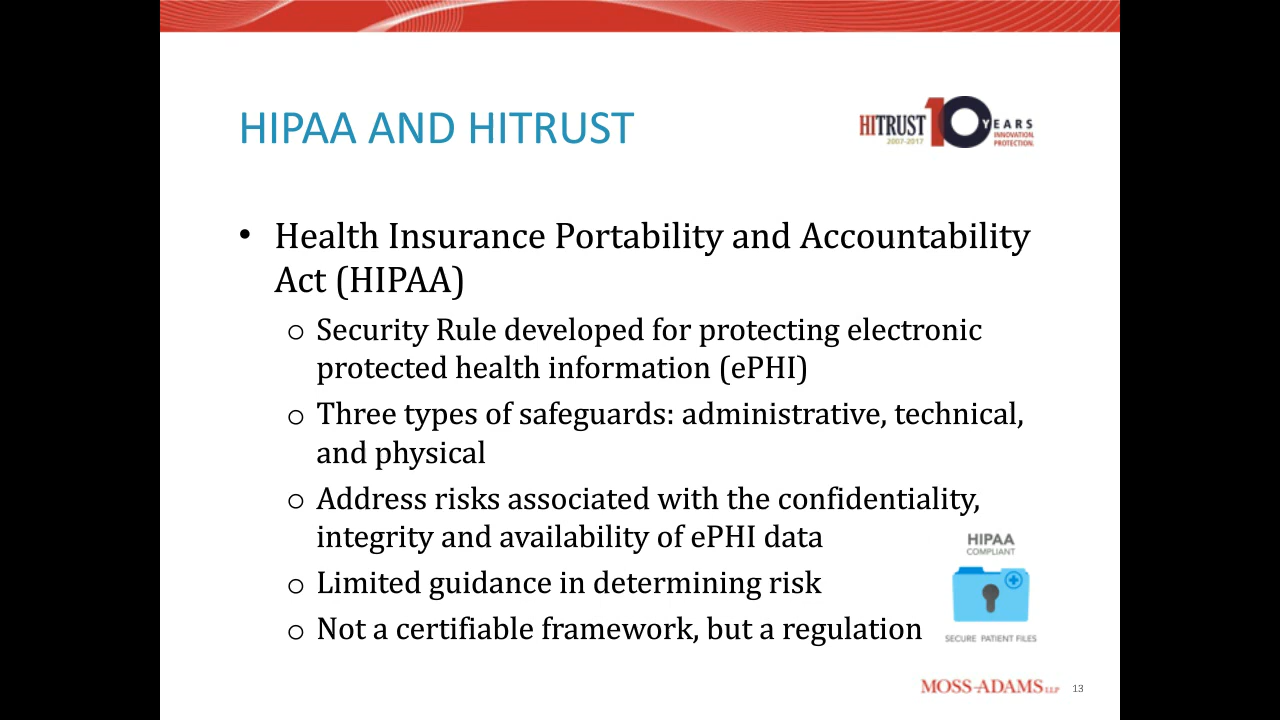 HIPAA AND HITRUST
HITRUST 10 YEARS
2007-2017
INNOVATION.
PROTECTION.
• Health Insurance Portability and Accountability
Act (HIPAA)
○ Security Rule developed for protecting electronic
protected health information (ePHI)
○ Three types of safeguards: administrative, technical,
and physical
○ Address risks associated with the confidentiality,
integrity and availability of ePHI data
○ Limited guidance in determining risk
○ Not a certifiable framework, but a regulation
HIPAA
COMPLIANT
SECURE PATIENT FILES
MOSS-ADAMS LLP
13